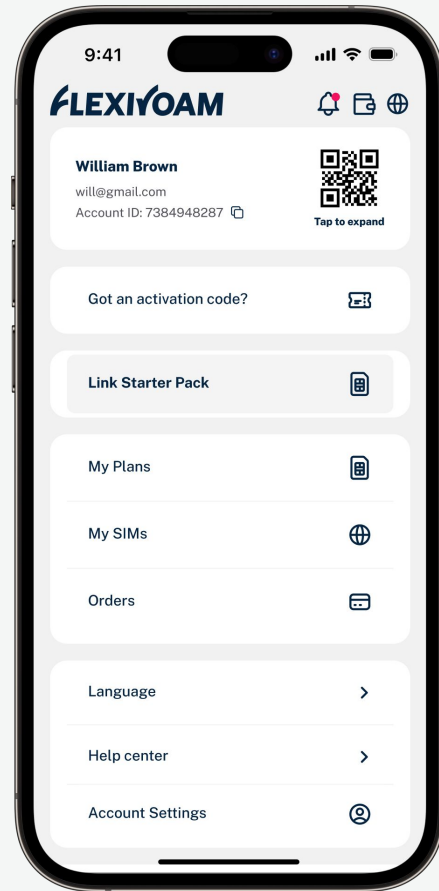 9:41
FLEXIROAM
William Brown
will@gmail.com
Account ID: 7384948287
Tap to expand
Got an activation code?
Link Starter Pack
My Plans
My SIMs
Orders
Language
Help center
Account Settings